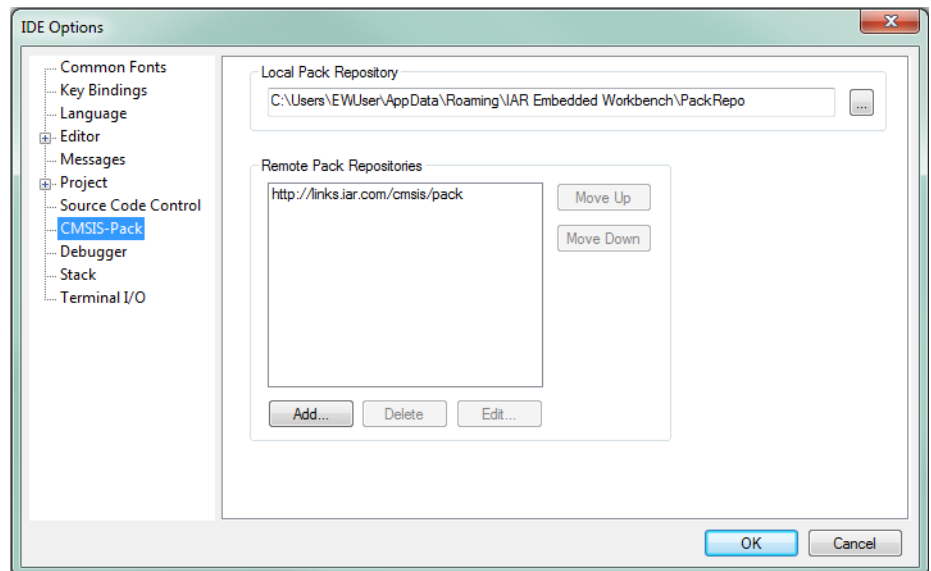 IDE Options
Common Fonts
Key Bindings
Language
Editor
Messages
Project
Source Code Control
CMSIS-Pack
Debugger
Stack
Terminal I/O
Local Pack Repository
C:\Users\EWUser\AppData\Roaming\IAR Embedded Workbench\PackRepo
...
Remote Pack Repositories
http://links.iar.com/cmsis/pack
Move Up
Move Down
Add...
Delete
Edit...
OK
Cancel